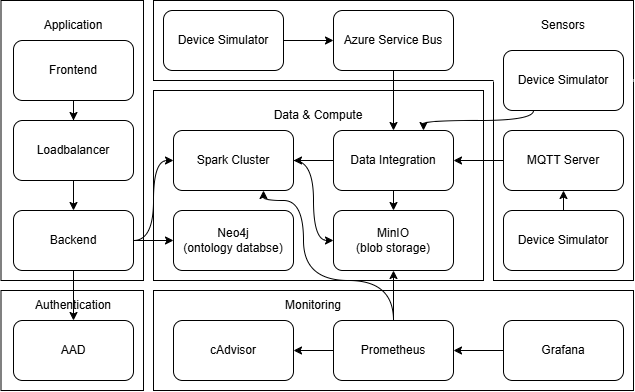 Application
Frontend
Loadbalancer
Backend
Authentication
AAD
Sensors
Device Simulator
Azure Service Bus
Device Simulator
MQTT Server
Device Simulator
Data & Compute
Spark Cluster
Data Integration
Neo4j
(ontology databse)
MinIO
(blob storage)
Monitoring
cAdvisor
Prometheus
Grafana